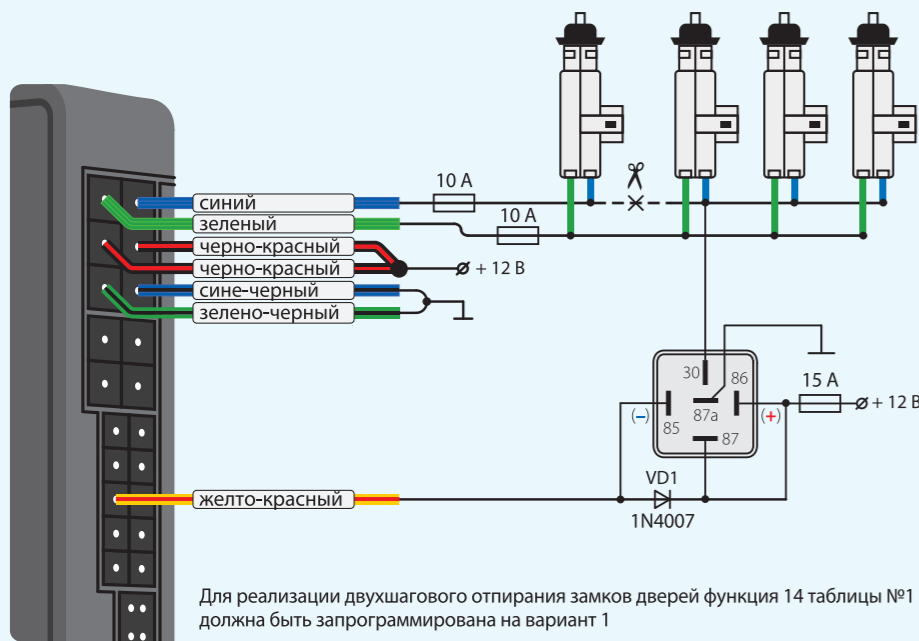 10 А
синий
10 А
зеленый
черно-красный
черно-красный
+ 12 В
сине-черный
зелено-черный
30
86
15 А
87а
(–)
(+)
+ 12 В
85
87
VD1
желто-красный
1N4007
Для реализации двухшагового отпирания замков дверей функция 14 таблицы №1
должна быть запрограммирована на вариант 1